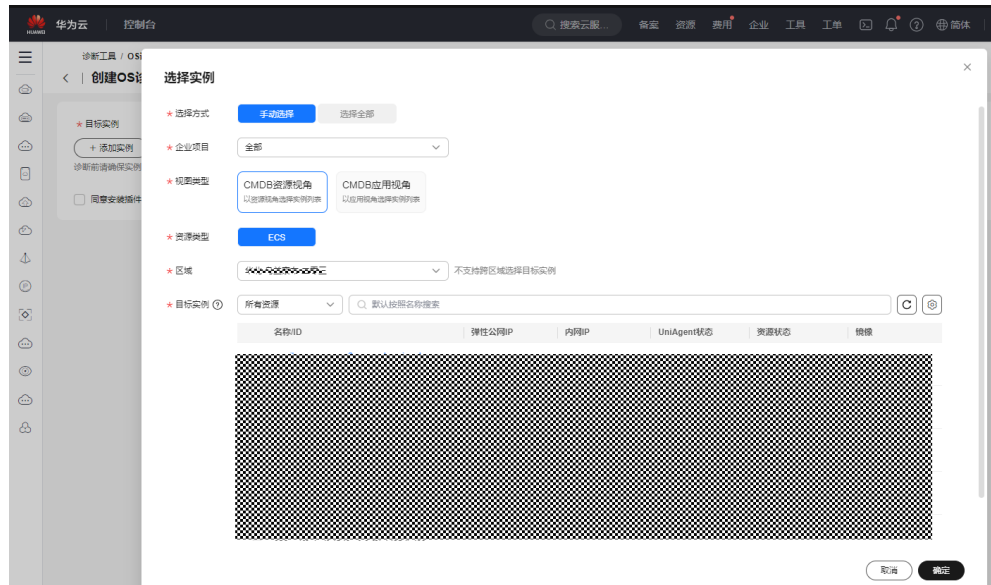 HUAWEI 华为云 控制台 搜索云服... 备案 资源 费用 企业 工具 工单 简体
诊断工具 / OS诊
创建OS诊
选择实例
目标实例
+ 添加实例
诊断前请确保实例
同意安装插件
* 选择方式 手动选择 选择全部
* 企业项目 全部
* 视图类型 CMDB资源视角 CMDB应用视角
以资源视角选择实例列表 以应用视角选择实例列表
* 资源类型 ECS
* 区域 不支持跨区域选择目标实例
* 目标实例 所有资源 默认按照名称搜索
名称/ID 弹性公网IP 内网IP UniAgent状态 资源状态 镜像
取消 确定